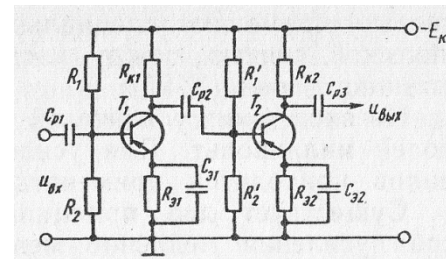 -Eк
R1
Rк1
Cр2
R1'
Rк2
Cр3
Cр1
T1
T2
uвых
uвх
R2
Rэ1
Cэ1
R2'
Rэ2
Cэ2